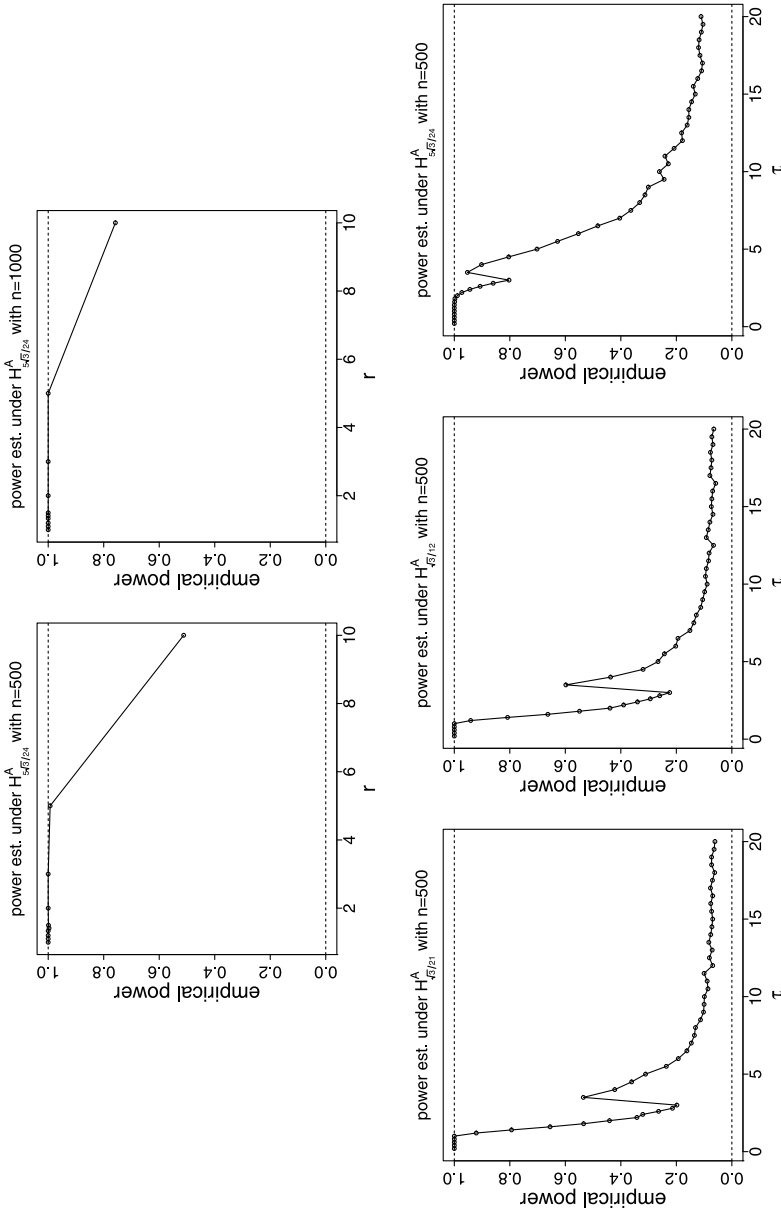 power est. under H^A_{5√3/24} with n=500
empirical power
0.0 0.2 0.4 0.6 0.8 1.0
2 4 6 8 10
r
power est. under H^A_{5√3/24} with n=1000
empirical power
0.0 0.2 0.4 0.6 0.8 1.0
2 4 6 8 10
r
power est. under H^A_{√3/21} with n=500
empirical power
0.0 0.2 0.4 0.6 0.8 1.0
0 5 10 15 20
τ
power est. under H^A_{√3/12} with n=500
empirical power
0.0 0.2 0.4 0.6 0.8 1.0
0 5 10 15 20
τ
power est. under H^A_{5√3/24} with n=500
empirical power
0.0 0.2 0.4 0.6 0.8 1.0
0 5 10 15 20
τ